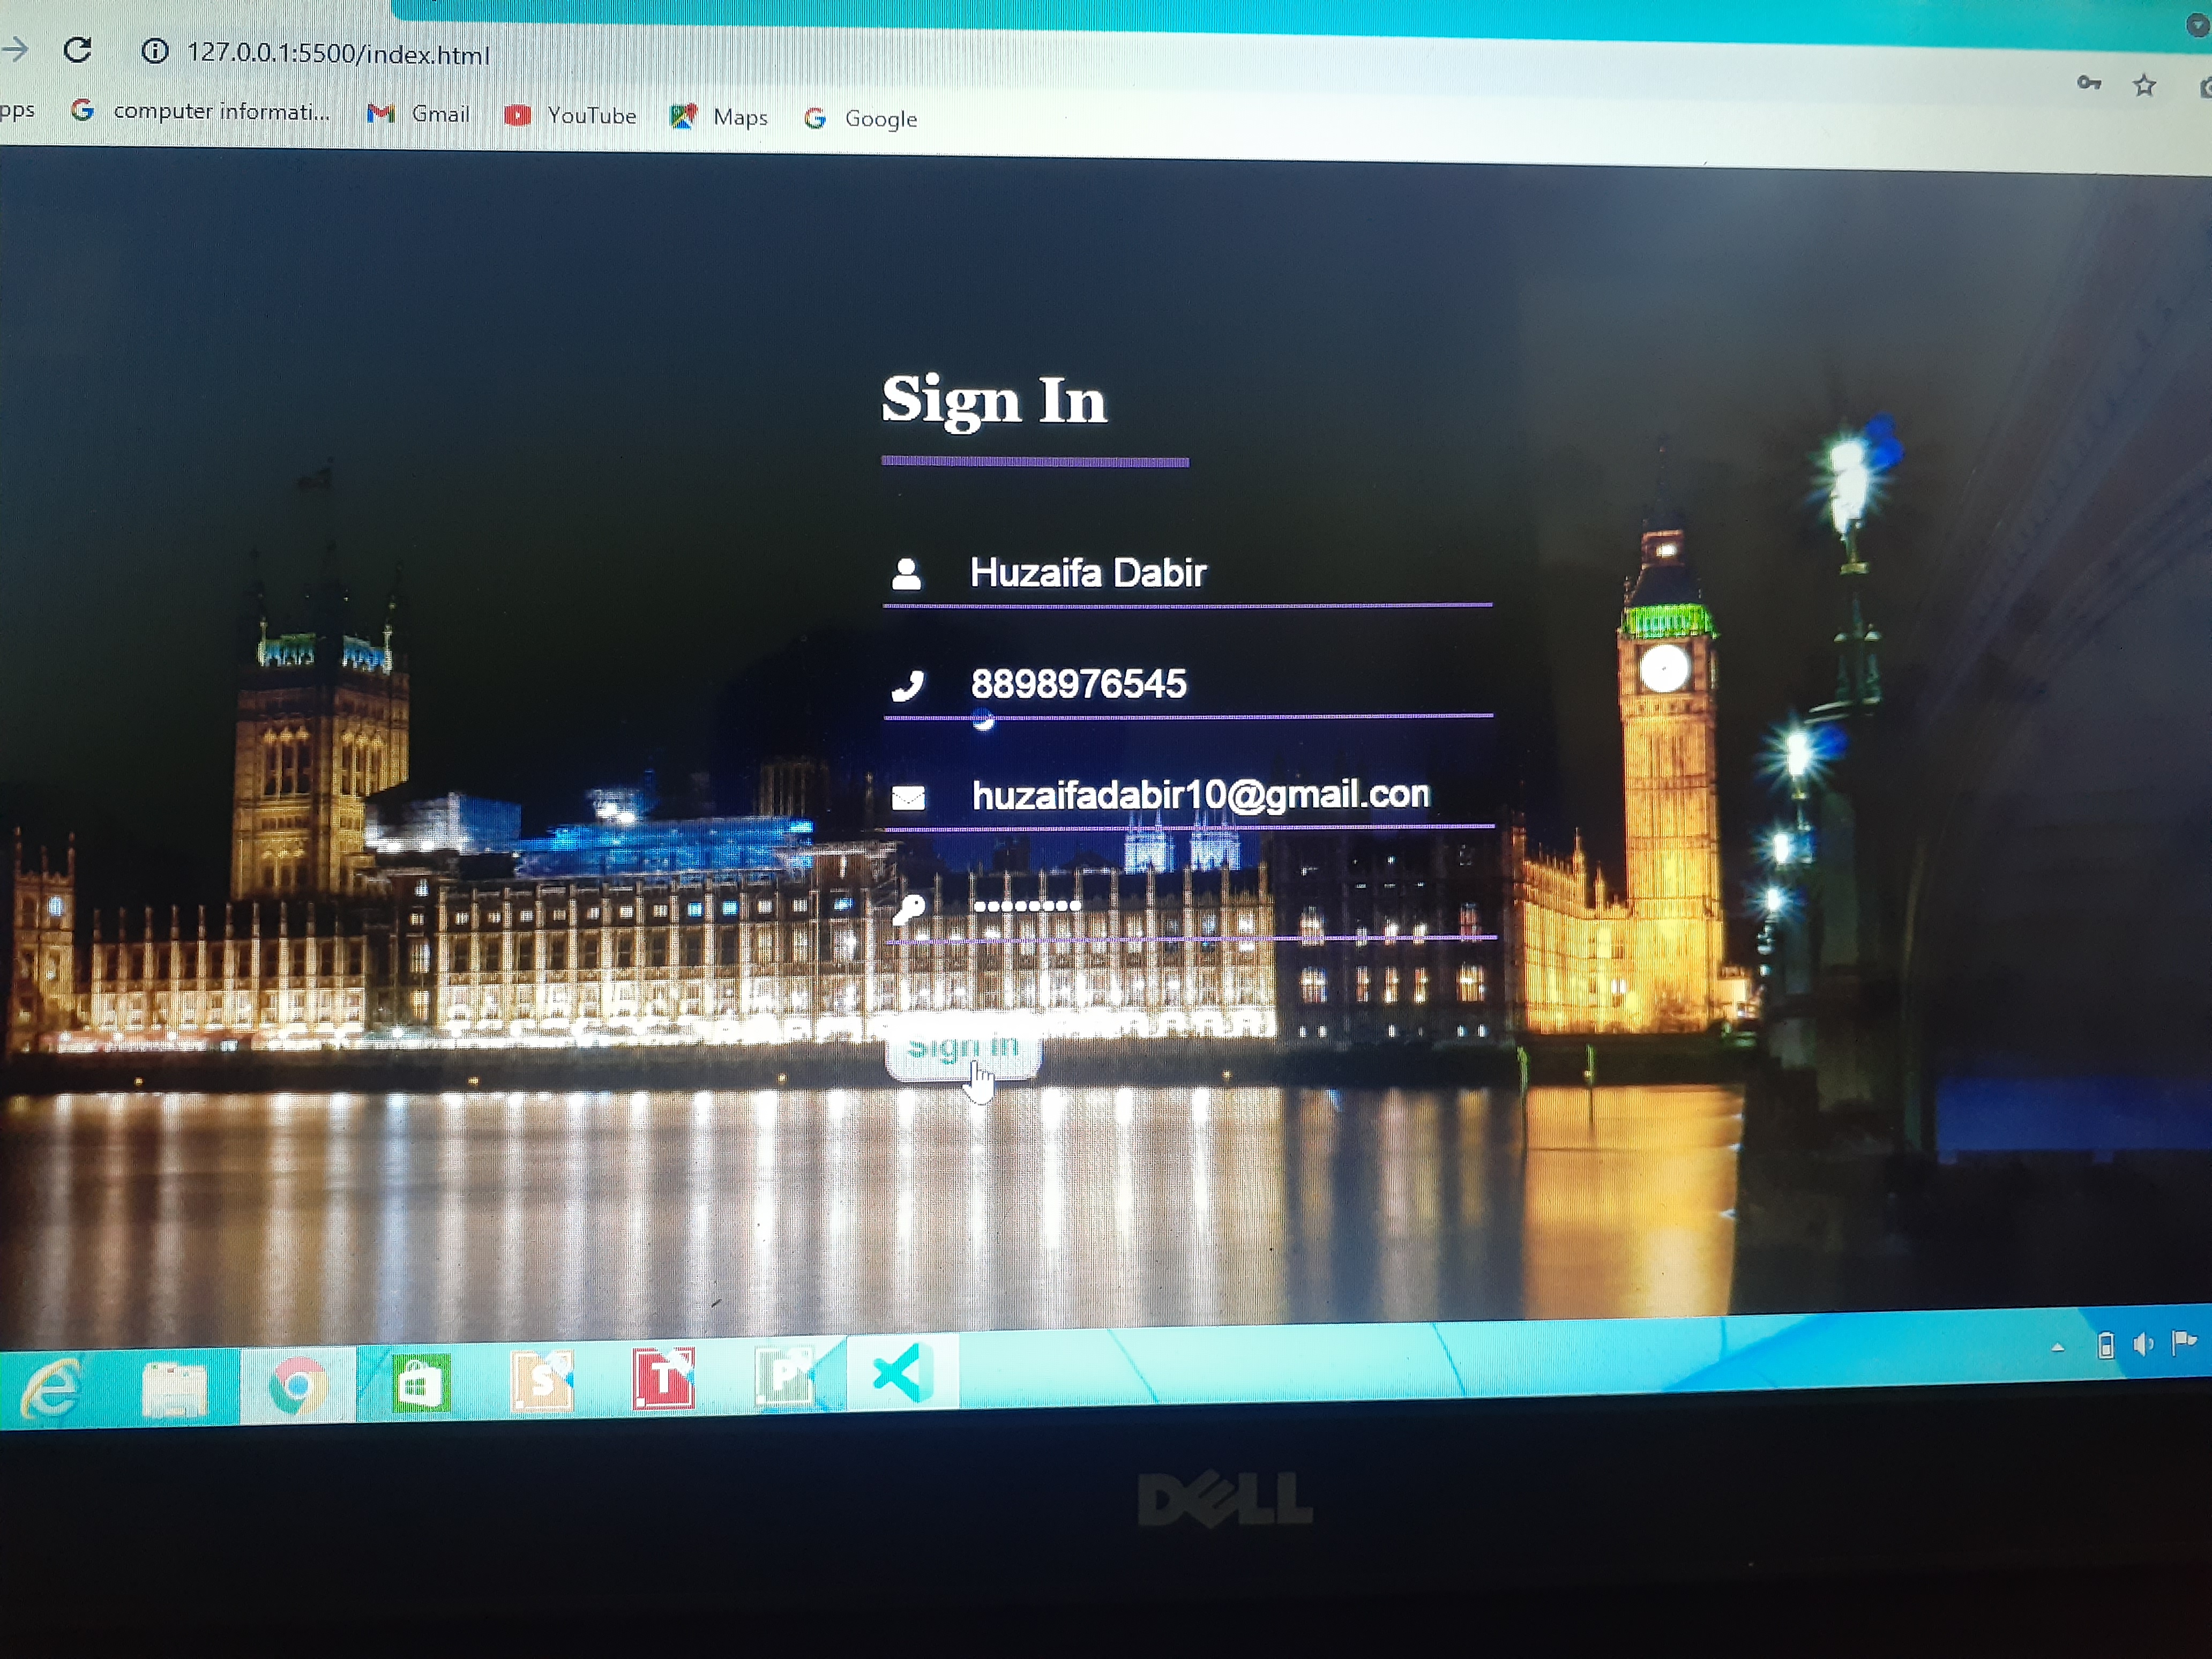 127.0.0.1:5500/index.html
pps computer informati... Gmail YouTube Maps Google
Sign In
Huzaifa Dabir
8898976545
huzaifadabir10@gmail.con
••••••••
Sign In
S T P
DELL